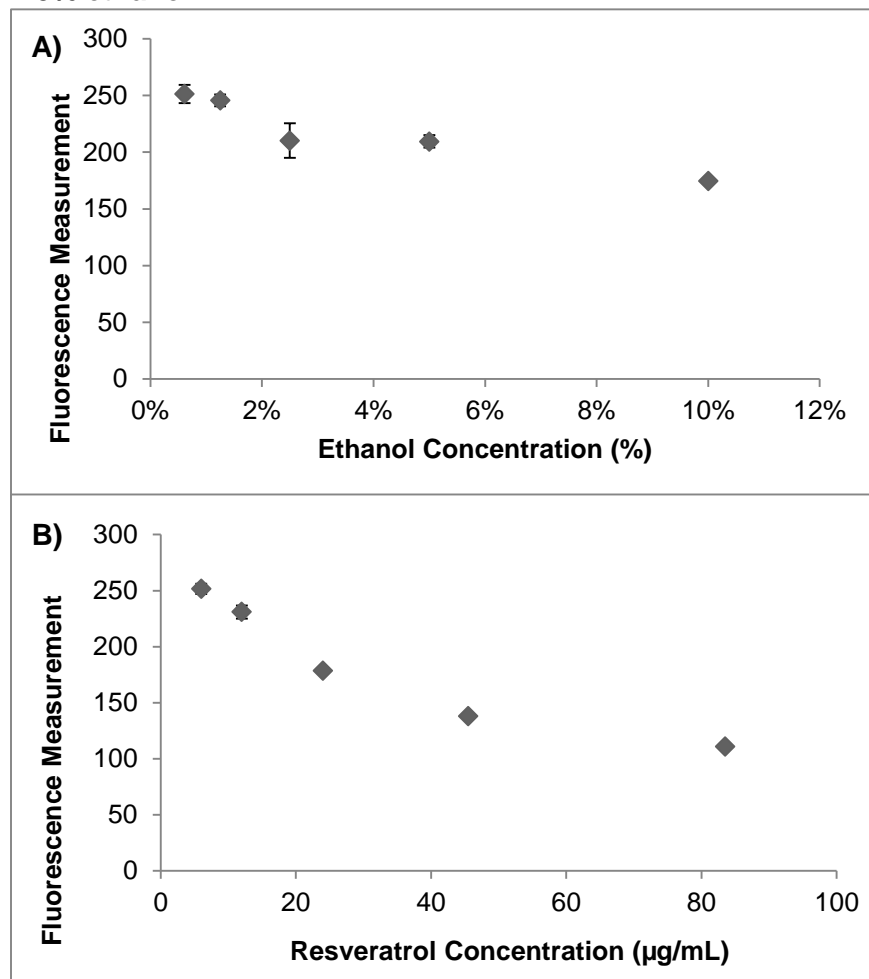 A)
300
250
200
150
100
50
0
Fluorescence Measurement
0% 2% 4% 6% 8% 10% 12%
Ethanol Concentration (%)
B)
300
250
200
150
100
50
0
Fluorescence Measurement
0 20 40 60 80 100
Resveratrol Concentration (µg/mL)